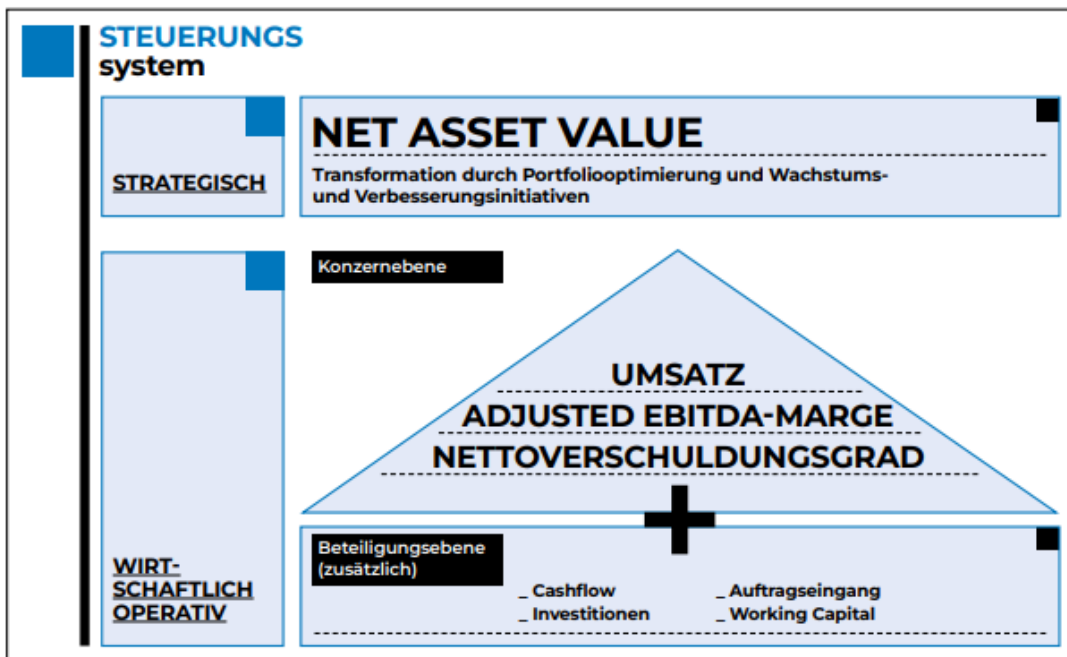 STEUERUNGS
system
STRATEGISCH
NET ASSET VALUE
Transformation durch Portfoliooptimierung und Wachstums-
und Verbesserungsinitiativen
WIRT-
SCHAFTLICH
OPERATIV
Konzernebene
UMSATZ
ADJUSTED EBITDA-MARGE
NETTOVERSCHULDUNGSGRAD
+
Beteiligungsebene
(zusätzlich)
_ Cashflow
_ Investitionen
_ Auftragseingang
_ Working Capital